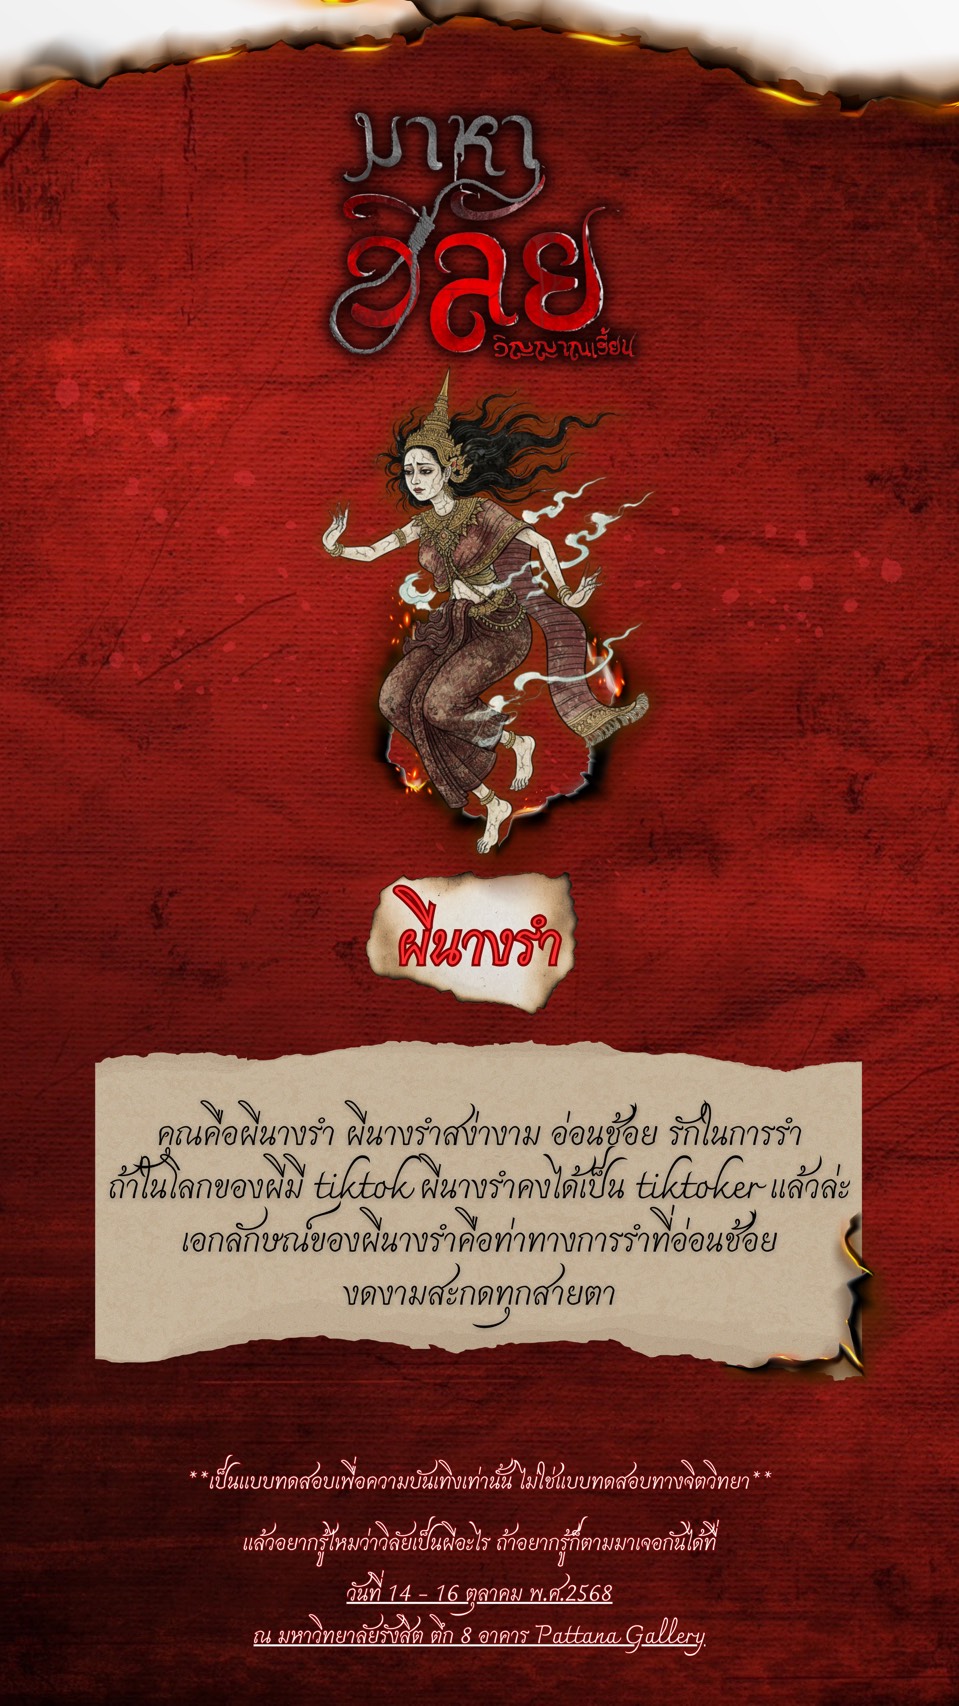 มาหา
วิลัย
วิญญาณเฮี้ยน
ผีนางรำ
คุณคือผีนางรำ ผีนางรำสง่างาม อ่อนช้อย รักในการรำ
ถ้าในโลกของผีมี tiktok ผีนางรำคงได้เป็น tiktoker แล้วล่ะ
เอกลักษณ์ของผีนางรำคือท่าทางการรำที่อ่อนช้อย
งดงามสะกดทุกสายตา
**เป็นแบบทดสอบเพื่อความบันเทิงเท่านั้น ไม่ใช่แบบทดสอบทางจิตวิทยา**
แล้วอยากรู้ไหมว่าวิลัยเป็นผีอะไร ถ้าอยากรู้ก็ตามมาเจอกันได้ที่
วันที่ 14 - 16 ตุลาคม พ.ศ.2568
ณ มหาวิทยาลัยรังสิต ตึก 8 อาคาร Pattana Gallery